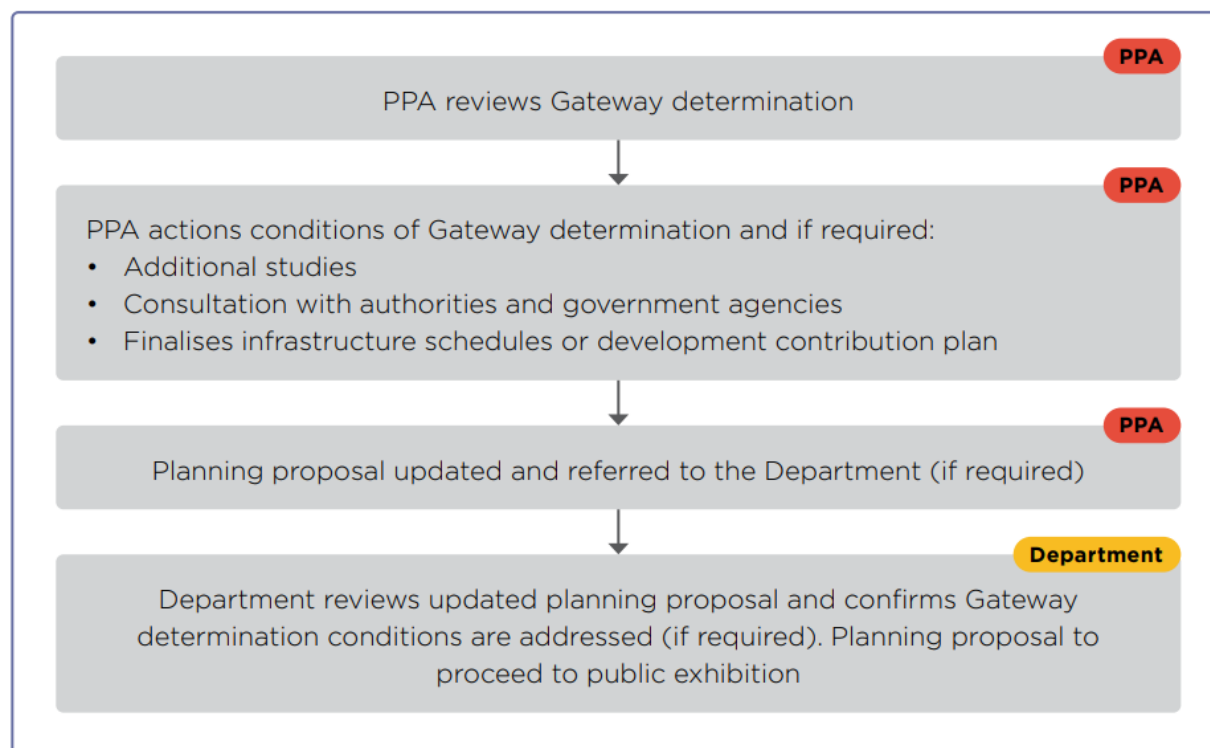 PPA
PPA reviews Gateway determination
PPA
PPA actions conditions of Gateway determination and if required:
• Additional studies
• Consultation with authorities and government agencies
• Finalises infrastructure schedules or development contribution plan
PPA
Planning proposal updated and referred to the Department (if required)
Department
Department reviews updated planning proposal and confirms Gateway
determination conditions are addressed (if required). Planning proposal to
proceed to public exhibition